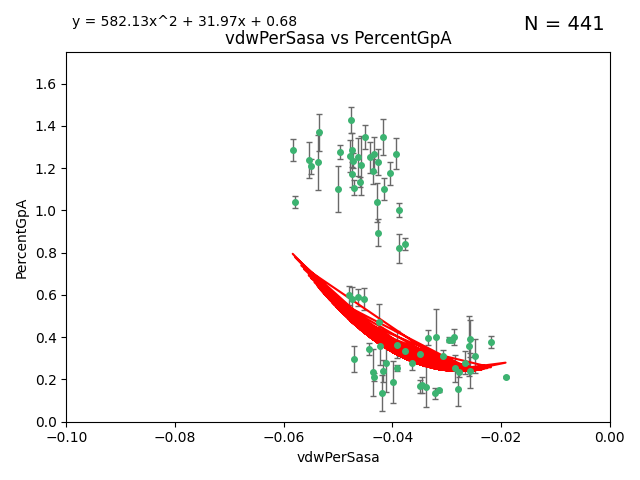 y = 582.13x^2 + 31.97x + 0.68
N = 441
vdwPerSasa vs PercentGpA
1.6
1.4
1.2
1.0
0.8
0.6
0.4
0.2
0.0
PercentGpA
−0.10 −0.08 −0.06 −0.04 −0.02 0.00
vdwPerSasa